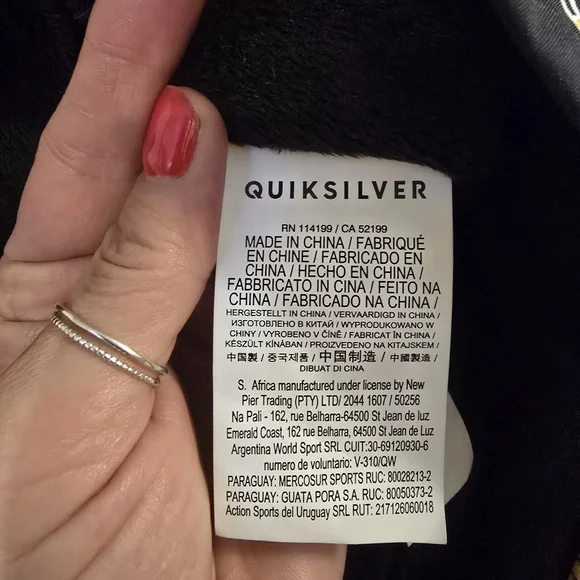 QUIKSILVER
RN 114199 / CA 52199
MADE IN CHINA / FABRIQUÉ
EN CHINE / FABRICADO EN
CHINA / HECHO EN CHINA /
FABBRICATO IN CINA / FEITO NA
CHINA / FABRICADO NA CHINA /
HERGESTELLT IN CHINA / VERVAARDIGD IN CHINA /
ИЗГОТОВЛЕНО В КИТАЙ / WYPRODUKOWANO W
CHINY / VYROBENO V ČÍNĚ / FABRICAT ÎN CHINA /
KÉSZÜLT KÍNÁBAN / PROIZVEDENO NA KITAJSKEM /
中国製 / 중국제품 / 中国制造 / 中國製造 /
DIBUAT DI CINA
S. Africa manufactured under license by New
Pier Trading (PTY) LTD/ 2044 1607 / 50256
Na Pali - 162, rue Belharra-64500 St Jean de luz
Emerald Coast, 162 rue Belharra-64500 St Jean de Luz
Argentina World Sport SRL CUIT:30-69120930-6
numero de voluntario: V-310/QW
PARAGUAY: MERCOSUR SPORTS RUC: 80028213-2
PARAGUAY: GUATA PORA S.A. RUC: 80050373-2
Action Sports del Uruguay SRL RUT: 217126060018